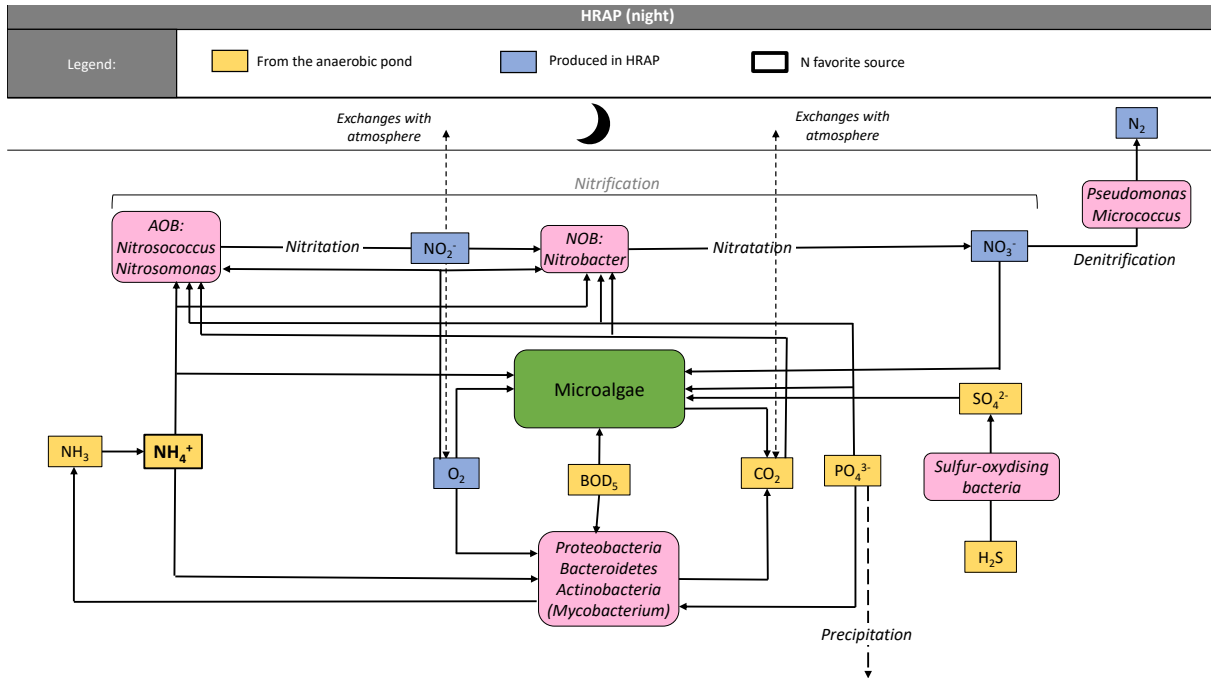 HRAP (night)
Legend:
From the anaerobic pond
Produced in HRAP
N favorite source
Exchanges with
atmosphere
Exchanges with
atmosphere
N₂
Nitrification
Pseudomonas
Micrococcus
AOB:
Nitrosococcus
Nitrosomonas
Nitritation
NO₂⁻
NOB:
Nitrobacter
Nitratation
NO₃⁻
Denitrification
Microalgae
SO₄²⁻
NH₃
NH₄⁺
O₂
BOD₅
CO₂
PO₄³⁻
Sulfur-oxydising
bacteria
Proteobacteria
Bacteroidetes
Actinobacteria
(Mycobacterium)
H₂S
Precipitation